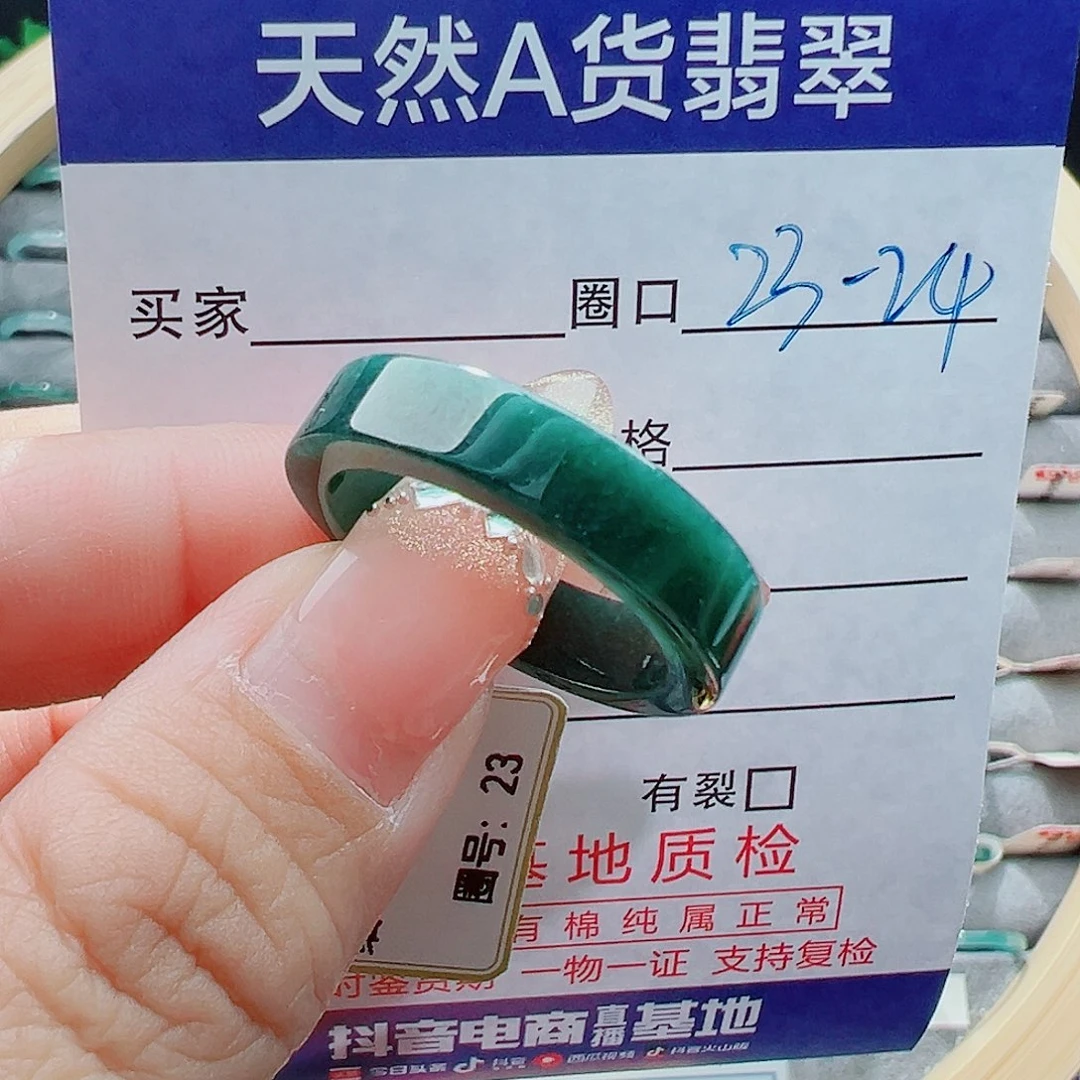 天然A货翡翠
买家 圈口 23-24
格
有裂
圈号: 23
基地质检
有棉纯属正常
一物一证 支持复检
抖音电商直播基地